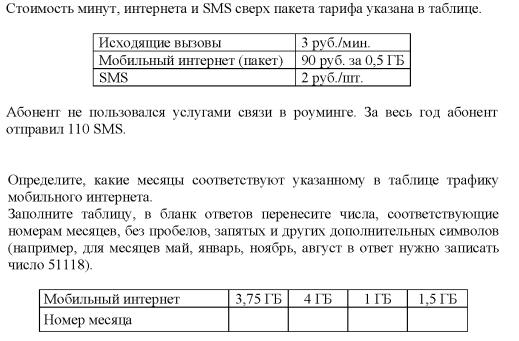 Стоимость минут, интернета и SMS сверх пакета тарифа указана в таблице.
Исходящие вызовы 3 руб./мин.
Мобильный интернет (пакет) 90 руб. за 0,5 ГБ
SMS 2 руб./шт.
Абонент не пользовался услугами связи в роуминге. За весь год абонент
отправил 110 SMS.
Определите, какие месяцы соответствуют указанному в таблице трафику
мобильного интернета.
Заполните таблицу, в бланк ответов перенесите числа, соответствующие
номерам месяцев, без пробелов, запятых и других дополнительных символов
(например, для месяцев май, январь, ноябрь, август в ответ нужно записать
число 51118).
Мобильный интернет 3,75 ГБ 4 ГБ 1 ГБ 1,5 ГБ
Номер месяца